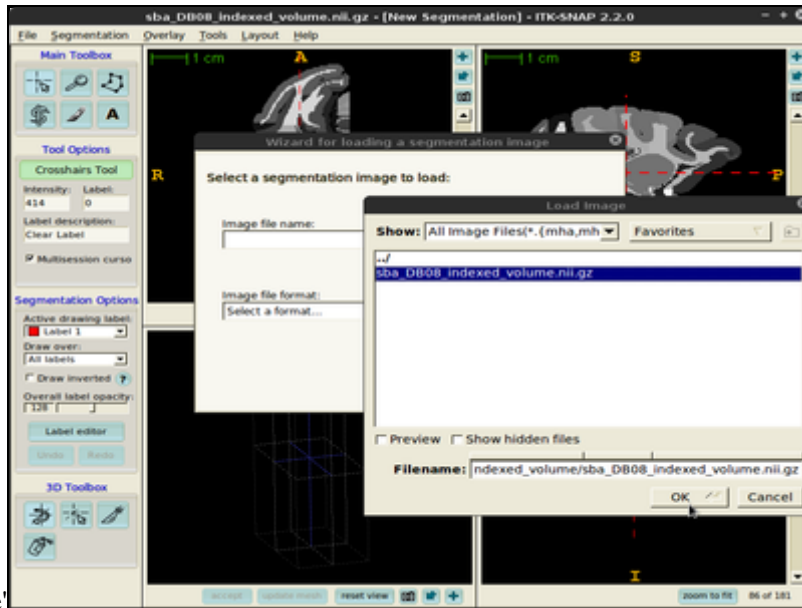 sba_DB08_indexed_volume.nii.gz - [New Segmentation] - ITK-SNAP 2.2.0
File Segmentation Overlay Tools Layout Help
Main Toolbox
A
Tool Options
Crosshairs Tool
Intensity: Label:
414 0
Label description:
Clear Label
Multisession curso
Segmentation Options
Active drawing label:
Label 1
Draw over:
All labels
Draw inverted ?
Overall label opacity:
128
Label editor
Undo Redo
3D Toolbox
1 cm
A
R
1 cm
S
P
Wizard for loading a segmentation image
Select a segmentation image to load:
Image file name:
Image file format:
Select a format...
Load Image
Show: All Image Files(*.{mha,mh Favorites
../
sba_DB08_indexed_volume.nii.gz
Preview Show hidden files
Filename: ndexed_volume/sba_DB08_indexed_volume.nii.gz
OK Cancel
I
accept update mesh reset view
zoom to fit 86 of 181
e'